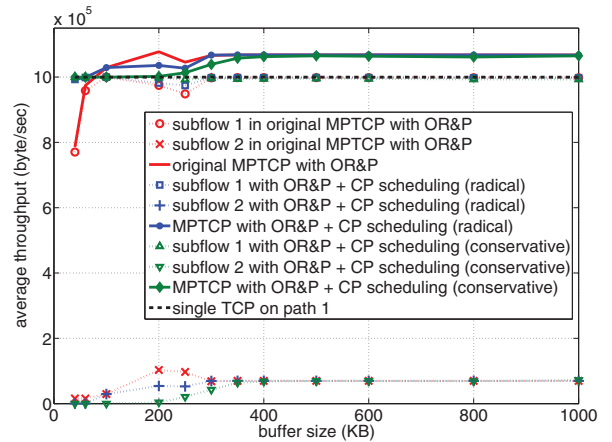 x 10⁵
average throughput (byte/sec)
10
8
6
4
2
0
subflow 1 in original MPTCP with OR&P
subflow 2 in original MPTCP with OR&P
original MPTCP with OR&P
subflow 1 with OR&P + CP scheduling (radical)
subflow 2 with OR&P + CP scheduling (radical)
MPTCP with OR&P + CP scheduling (radical)
subflow 1 with OR&P + CP scheduling (conservative)
subflow 2 with OR&P + CP scheduling (conservative)
MPTCP with OR&P + CP scheduling (conservative)
single TCP on path 1
0 200 400 600 800 1000
buffer size (KB)